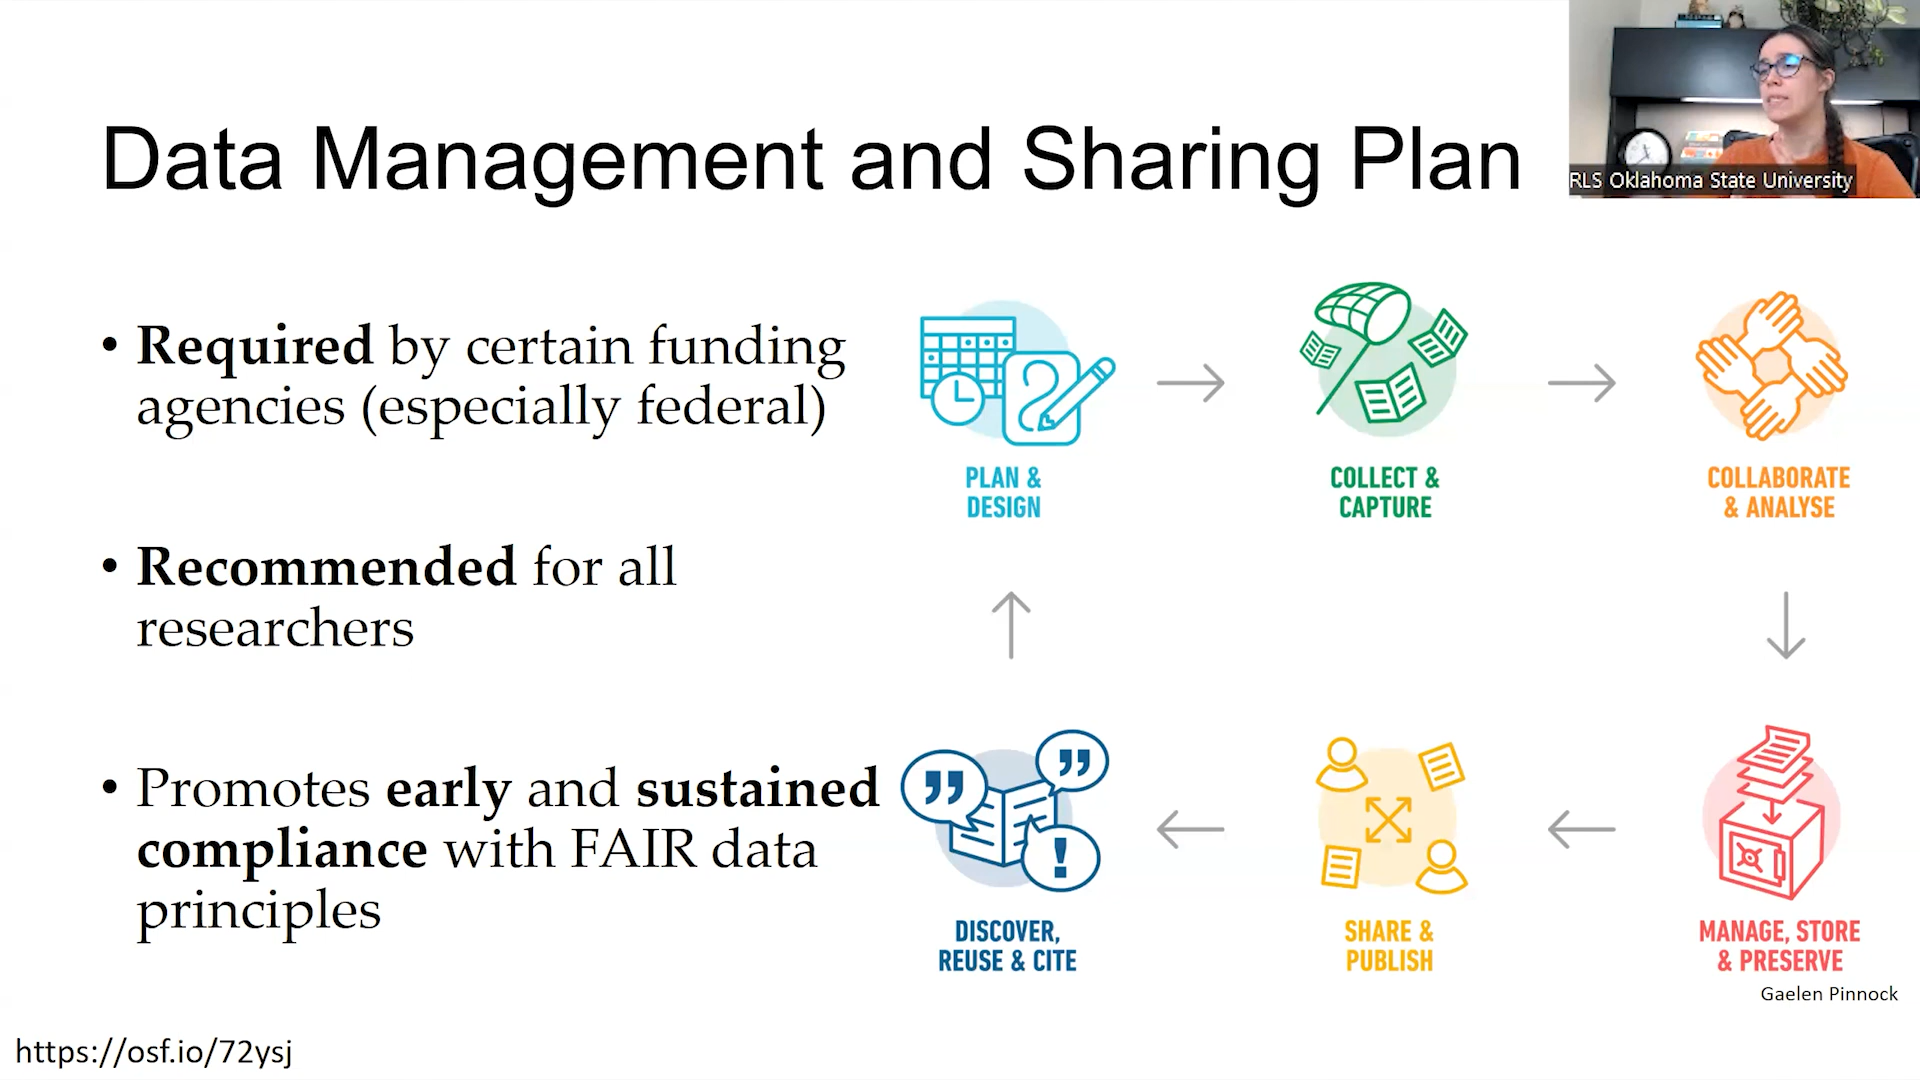 Data Management and Sharing Plan
RLS Oklahoma State University
• Required by certain funding
agencies (especially federal)
• Recommended for all
researchers
• Promotes early and sustained
compliance with FAIR data
principles
PLAN &
DESIGN
COLLECT &
CAPTURE
COLLABORATE
& ANALYSE
DISCOVER,
REUSE & CITE
SHARE &
PUBLISH
MANAGE, STORE
& PRESERVE
Gaelen Pinnock
https://osf.io/72ysj